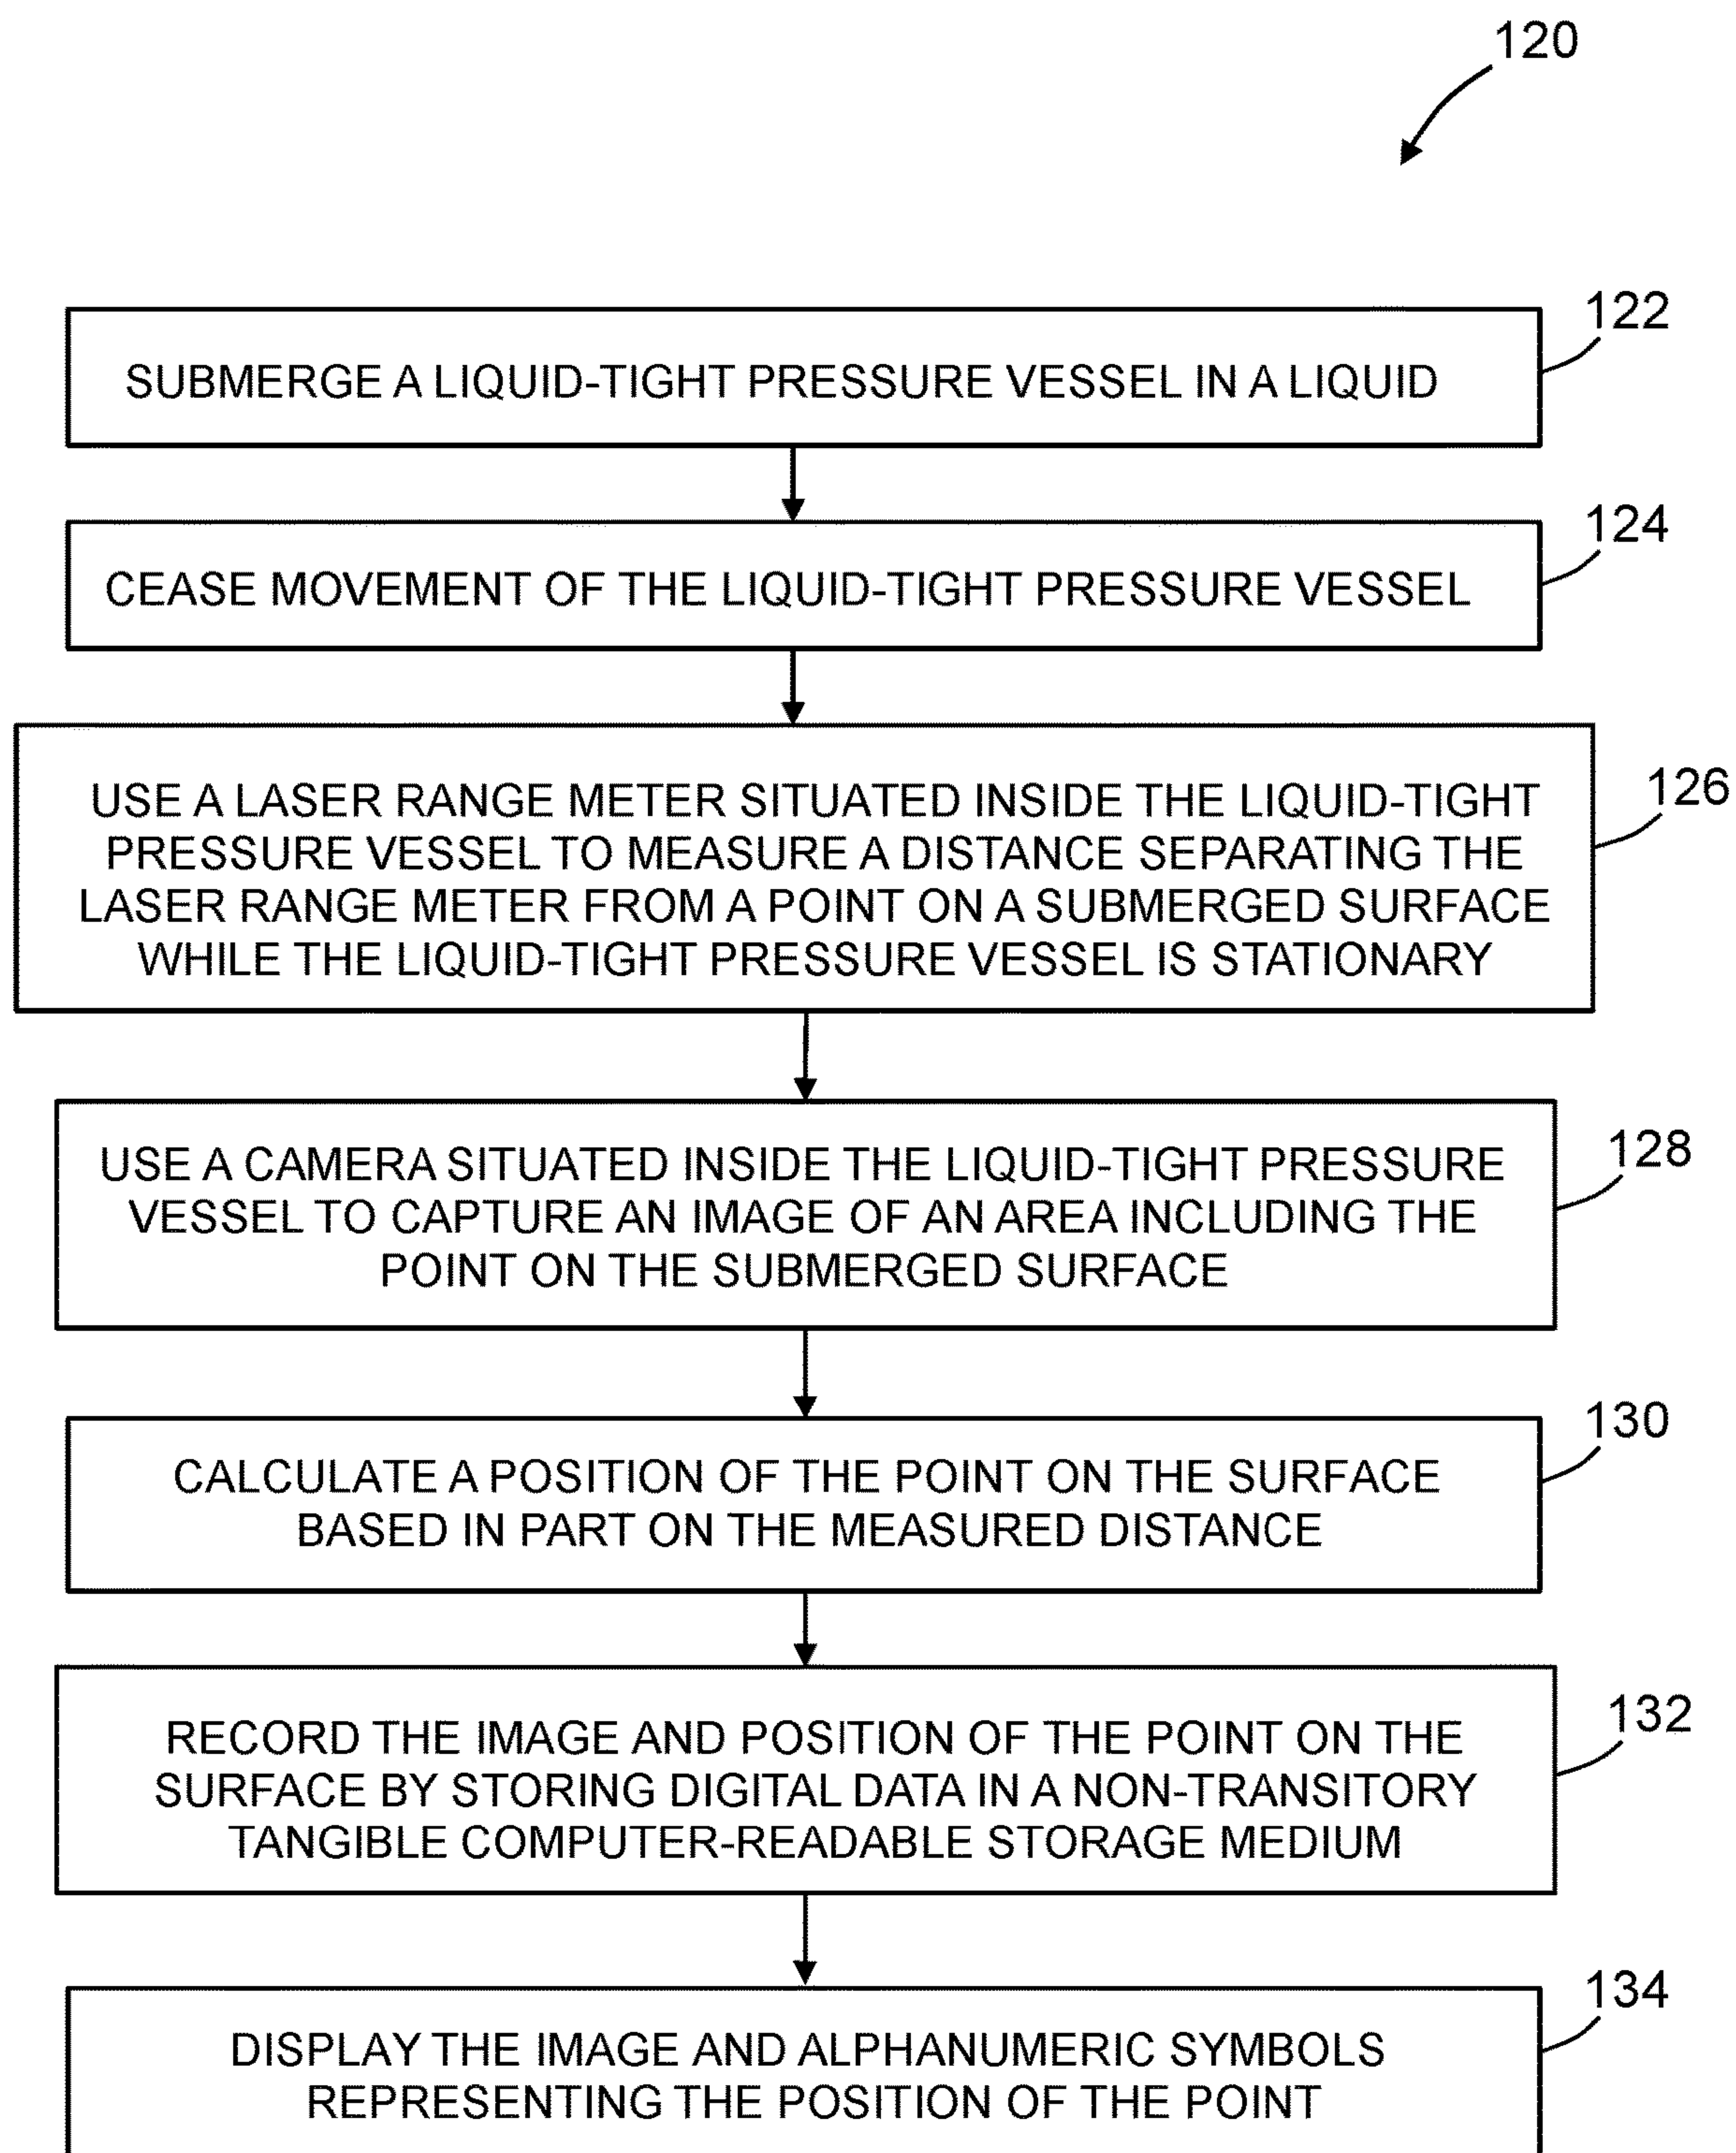 120
122
SUBMERGE A LIQUID-TIGHT PRESSURE VESSEL IN A LIQUID
124
CEASE MOVEMENT OF THE LIQUID-TIGHT PRESSURE VESSEL
126
USE A LASER RANGE METER SITUATED INSIDE THE LIQUID-TIGHT
PRESSURE VESSEL TO MEASURE A DISTANCE SEPARATING THE
LASER RANGE METER FROM A POINT ON A SUBMERGED SURFACE
WHILE THE LIQUID-TIGHT PRESSURE VESSEL IS STATIONARY
128
USE A CAMERA SITUATED INSIDE THE LIQUID-TIGHT PRESSURE
VESSEL TO CAPTURE AN IMAGE OF AN AREA INCLUDING THE
POINT ON THE SUBMERGED SURFACE
130
CALCULATE A POSITION OF THE POINT ON THE SURFACE
BASED IN PART ON THE MEASURED DISTANCE
132
RECORD THE IMAGE AND POSITION OF THE POINT ON THE
SURFACE BY STORING DIGITAL DATA IN A NON-TRANSITORY
TANGIBLE COMPUTER-READABLE STORAGE MEDIUM
134
DISPLAY THE IMAGE AND ALPHANUMERIC SYMBOLS
REPRESENTING THE POSITION OF THE POINT